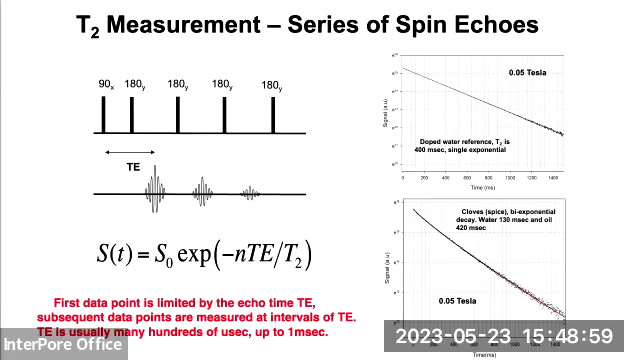 T2 Measurement – Series of Spin Echoes
90x 180y 180y 180y 180y
TE
S(t) = S0 exp(−nTE/T2)
First data point is limited by the echo time TE,
subsequent data points are measured at intervals of TE.
TE is usually many hundreds of usec, up to 1msec.
0.05 Tesla
Doped water reference, T2 is
400 msec, single exponential
Signal (a.u)
0 200 400 600 800 1000 1200 1400
Time (ms)
Cloves (spice), bi-exponential
decay. Water 130 msec and oil
420 msec
0.05 Tesla
Signal (a.u)
Time(ms)
InterPore Office
2023-05-23 15:48:59